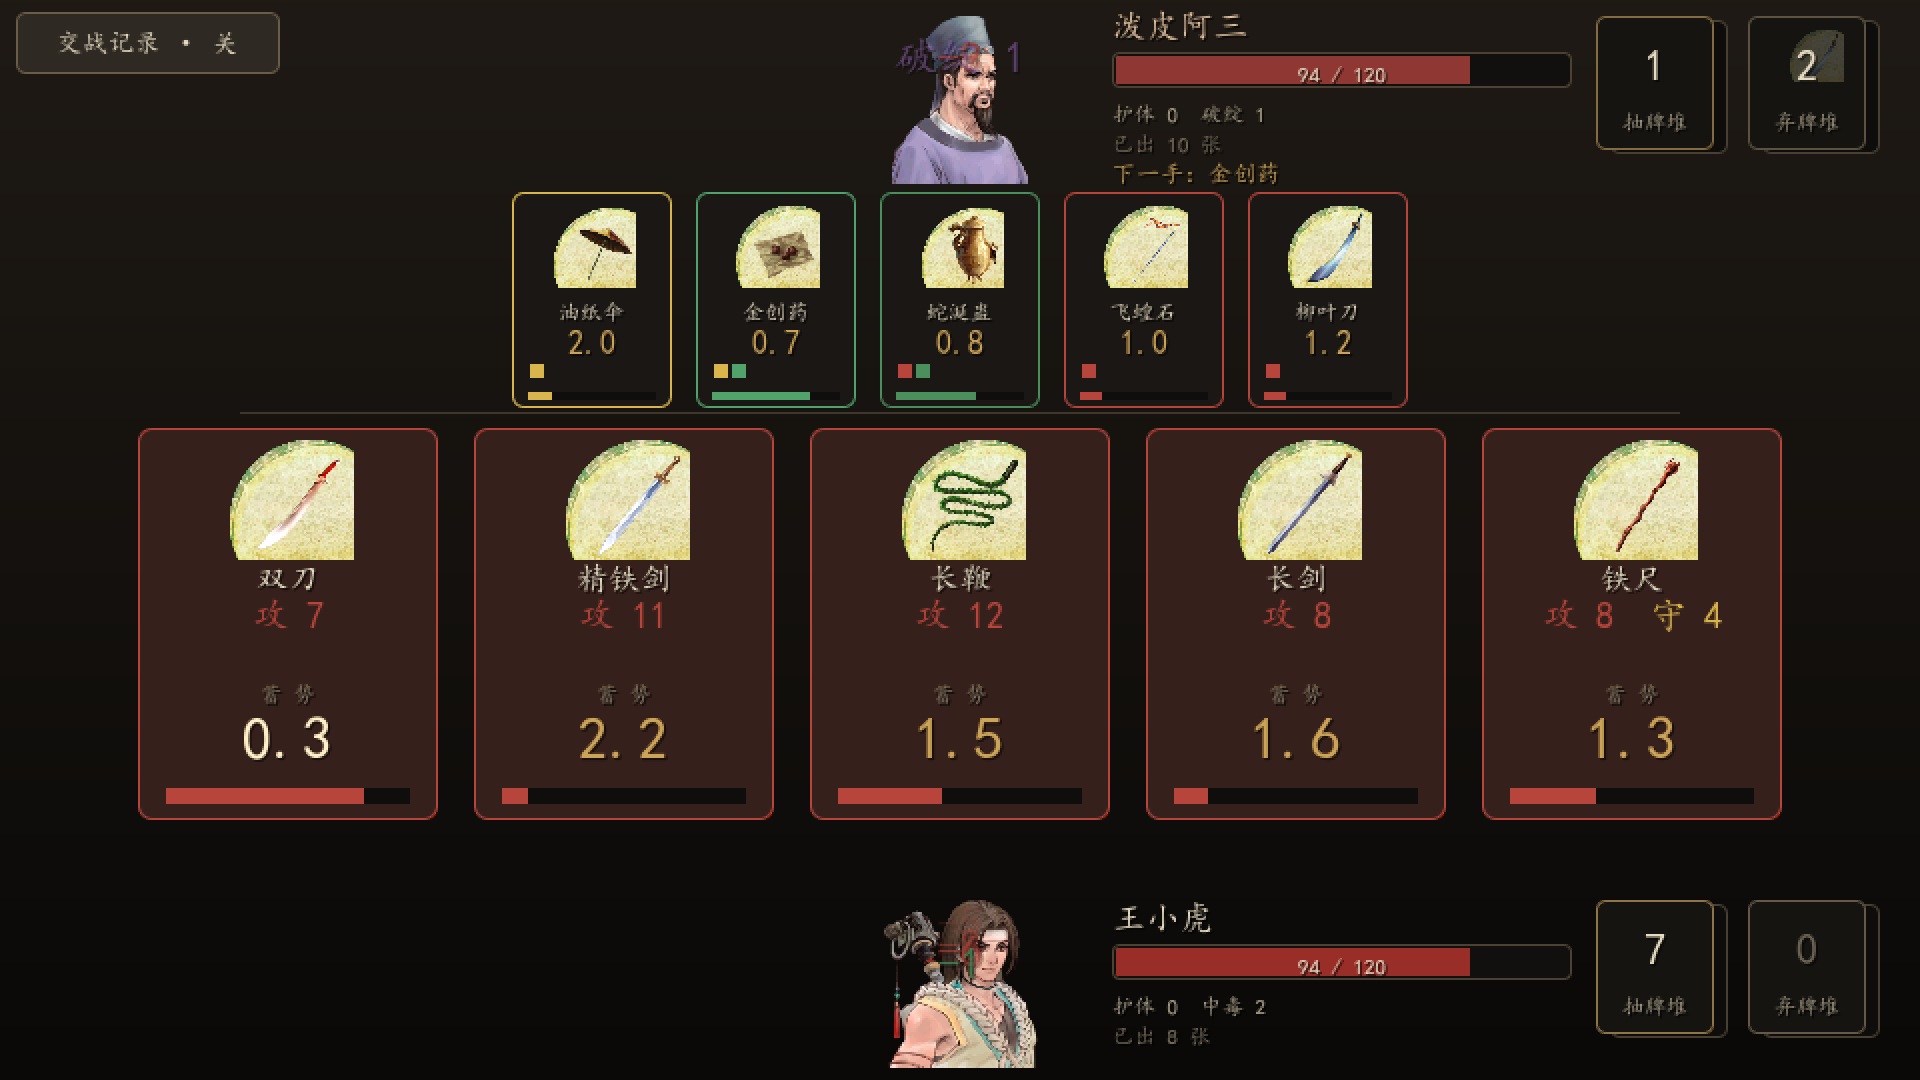 交战记录 · 关
泼皮阿三
94 / 120
护体 0 破绽 1
已出 10 张
下一手: 金创药
1
抽牌堆
2
弃牌堆
破绽 1
油纸伞
2.0
金创药
0.7
蛇涎蛊
0.8
飞蝗石
1.0
柳叶刀
1.2
双刀
攻 7
蓄 势
0.3
精铁剑
攻 11
蓄 势
2.2
长鞭
攻 12
蓄 势
1.5
长剑
攻 8
蓄 势
1.6
铁尺
攻 8 守 4
蓄 势
1.3
王小虎
94 / 120
护体 0 中毒 2
已出 8 张
7
抽牌堆
0
弃牌堆